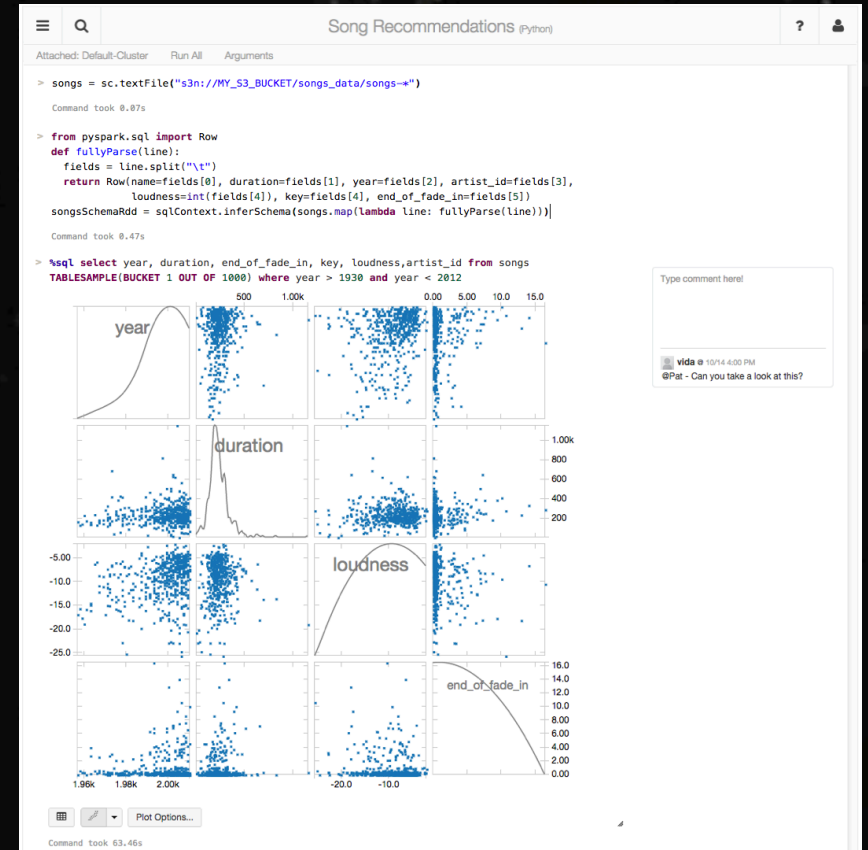 Song Recommendations (Python)
?
Attached: Default-Cluster Run All Arguments
> songs = sc.textFile("s3n://MY_S3_BUCKET/songs_data/songs-*")
Command took 0.07s
> from pyspark.sql import Row
def fullyParse(line):
fields = line.split("\t")
return Row(name=fields[0], duration=fields[1], year=fields[2], artist_id=fields[3],
loudness=int(fields[4]), key=fields[4], end_of_fade_in=fields[5])
songsSchemaRdd = sqlContext.inferSchema(songs.map(lambda line: fullyParse(line)))
Command took 0.47s
> %sql select year, duration, end_of_fade_in, key, loudness,artist_id from songs
TABLESAMPLE(BUCKET 1 OUT OF 1000) where year > 1930 and year < 2012
Type comment here!
vida @ 10/14 4:00 PM
@Pat - Can you take a look at this?
500 1.00k 0.00 5.00 10.0 15.0
year
duration
1.00k
800
600
400
200
loudness
-5.00
-10.0
-15.0
-20.0
-25.0
end_of_fade_in
16.0
14.0
12.0
10.0
8.00
6.00
4.00
2.00
0.00
1.96k 1.98k 2.00k -20.0 -10.0
Plot Options...
Command took 63.46s